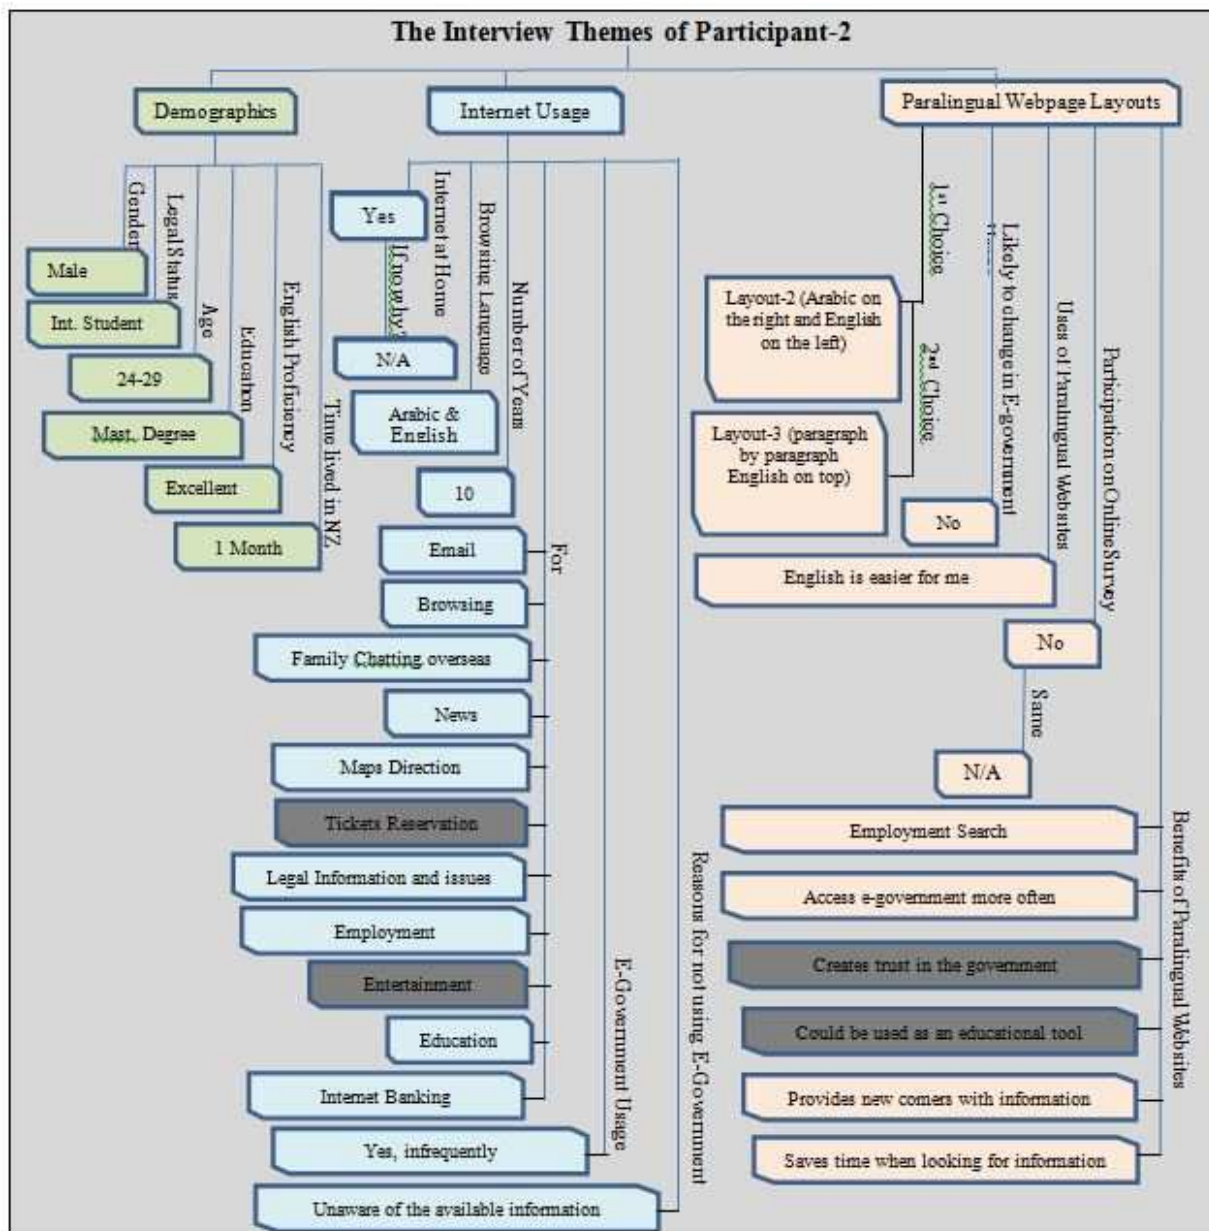 The Interview Themes of Participant-2
Demographics
Internet Usage
Paralingual Webpage Layouts
Gender
Male
Legal Status
Int. Student
Age
24-29
Education
Mast. Degree
English Proficiency
Excellent
Time lived in NZ
1 Month
Internet at Home
Yes
If now hy?
N/A
Browsing Language
Arabic &
English
Number of Years
10
For
Email
Browsing
Family Chatting overseas
News
Maps Direction
Tickets Reservation
Legal Information and issues
Employment
Entertainment
Education
Internet Banking
E-Government Usage
Yes, infrequently
Reasons for not using E-Government
Unaware of the available information
1st Choice
Layout-2 (Arabic on
the right and English
on the left)
2nd Choice
Layout-3 (paragraph
by paragraph
English on top)
Likely to change in E-government
No
Uses of Paralingual Websites
English is easier for me
Participation on Online Survey
No
Same
N/A
Benefits of Paralingual Websites
Employment Search
Access e-government more often
Creates trust in the government
Could be used as an educational tool
Provides new comers with information
Saves time when looking for information